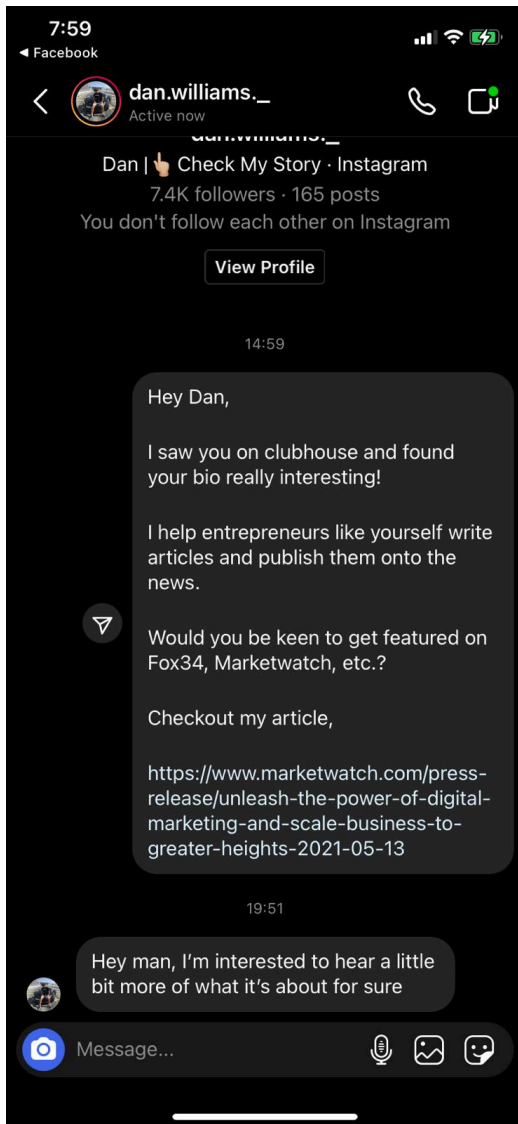 7:59
◀ Facebook
dan.williams._
Active now
dan.williams._
Dan |👆🏼 Check My Story · Instagram
7.4K followers · 165 posts
You don't follow each other on Instagram
View Profile
14:59
Hey Dan,
I saw you on clubhouse and found
your bio really interesting!
I help entrepreneurs like yourself write
articles and publish them onto the
news.
Would you be keen to get featured on
Fox34, Marketwatch, etc.?
Checkout my article,
https://www.marketwatch.com/press-
release/unleash-the-power-of-digital-
marketing-and-scale-business-to-
greater-heights-2021-05-13
19:51
Hey man, I’m interested to hear a little
bit more of what it’s about for sure
Message...